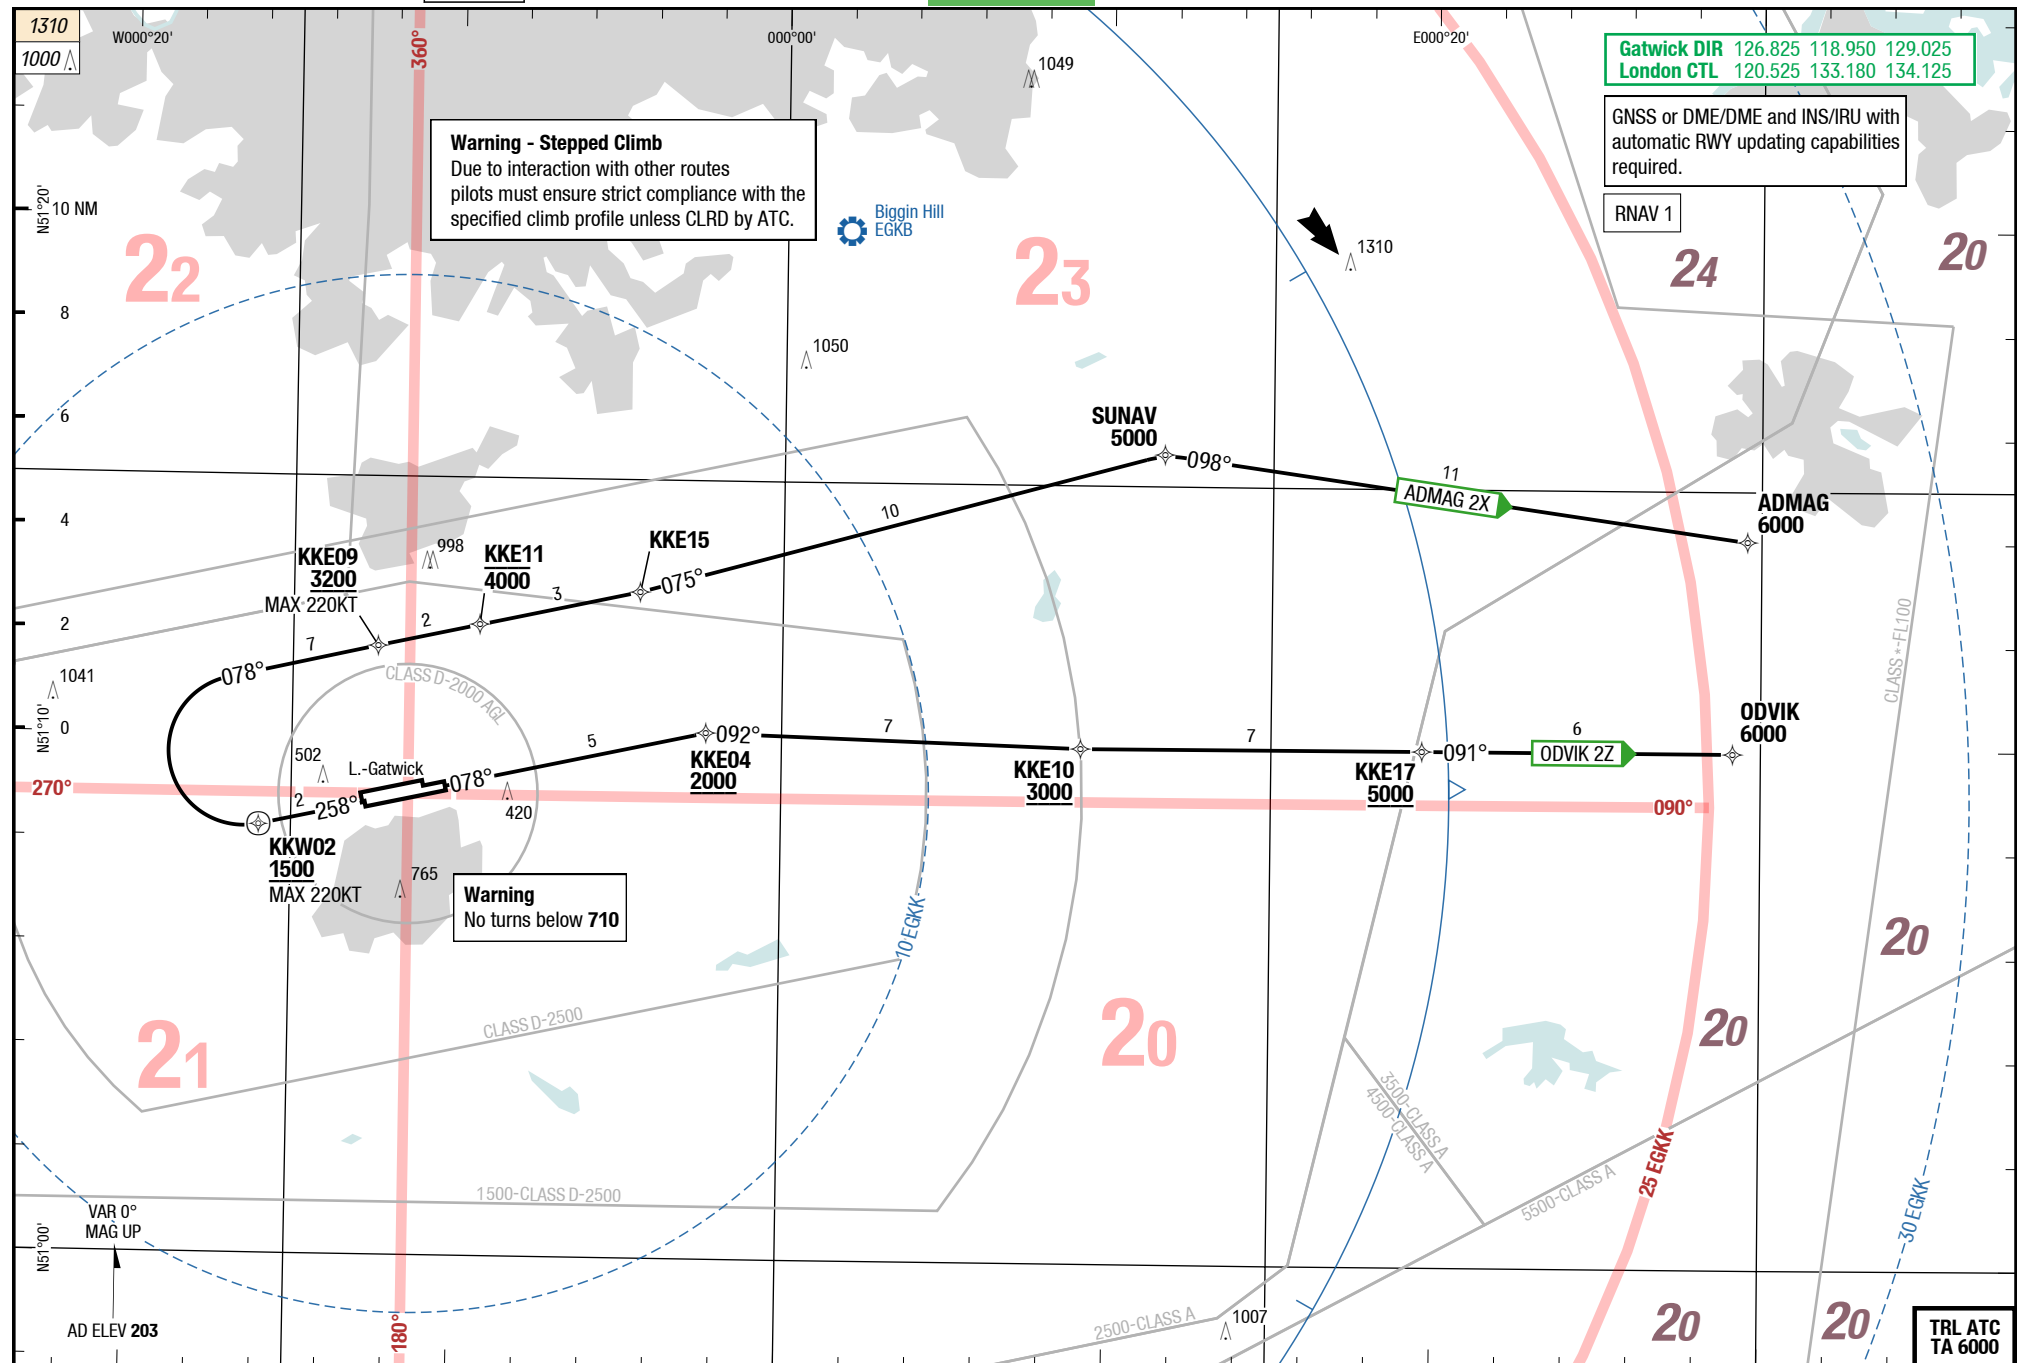 1310
1000
W000°20'
360°
000°00'
1049
E000°20'
Gatwick DIR 126.825 118.950 129.025
London CTL 120.525 133.180 134.125
GNSS or DME/DME and INS/IRU with
automatic RWY updating capabilities
required.
RNAV 1
Warning - Stepped Climb
Due to interaction with other routes
pilots must ensure strict compliance with the
specified climb profile unless CLRD by ATC.
N51°20'
10 NM
Biggin Hill
EGKB
1310
22
23
24
20
8
1050
6
SUNAV
5000
098°
11
ADMAG 2X
ADMAG
6000
10
4
998
KKE09
3200
MAX 220KT
KKE11
4000
KKE15
075°
3
2
2
7
078°
1041
CLASS D-2000 AGL
CLASS *-FL100
N51°10'
0
502
L.-Gatwick
078°
5
092°
KKE04
2000
7
KKE10
3000
7
KKE17
5000
091°
6
ODVIK 2Z
ODVIK
6000
270°
090°
2
258°
420
KKW02
1500
MAX 220KT
765
Warning
No turns below 710
10 EGKK
20
21
CLASS D-2500
20
20
3500-CLASS A
4500-CLASS A
25 EGKK
5500-CLASS A
30 EGKK
1500-CLASS D-2500
VAR 0°
MAG UP
N51°00'
AD ELEV 203
180°
2500-CLASS A
1007
20
20
TRL ATC
TA 6000